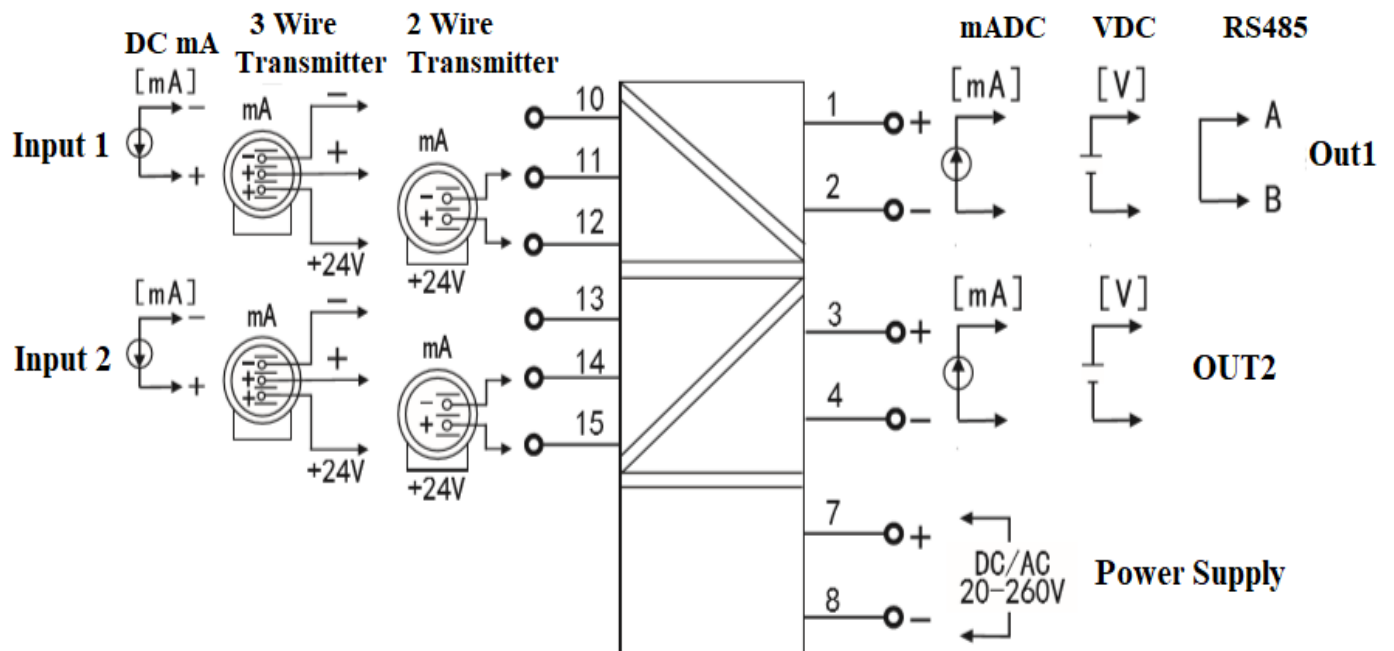 DC mA
3 Wire
Transmitter
2 Wire
Transmitter
mADC
VDC
RS485
Input 1
[mA]
−
+
mA
−
+
+
−
+
+24V
mA
−
+
+24V
10
11
12
1
+
2
−
[mA]
[V]
A
B
Out1
Input 2
[mA]
−
+
mA
−
+
+
−
+
+24V
mA
−
+
+24V
13
14
15
3
+
4
−
[mA]
[V]
OUT2
7
+
8
−
DC/AC
20-260V
Power Supply